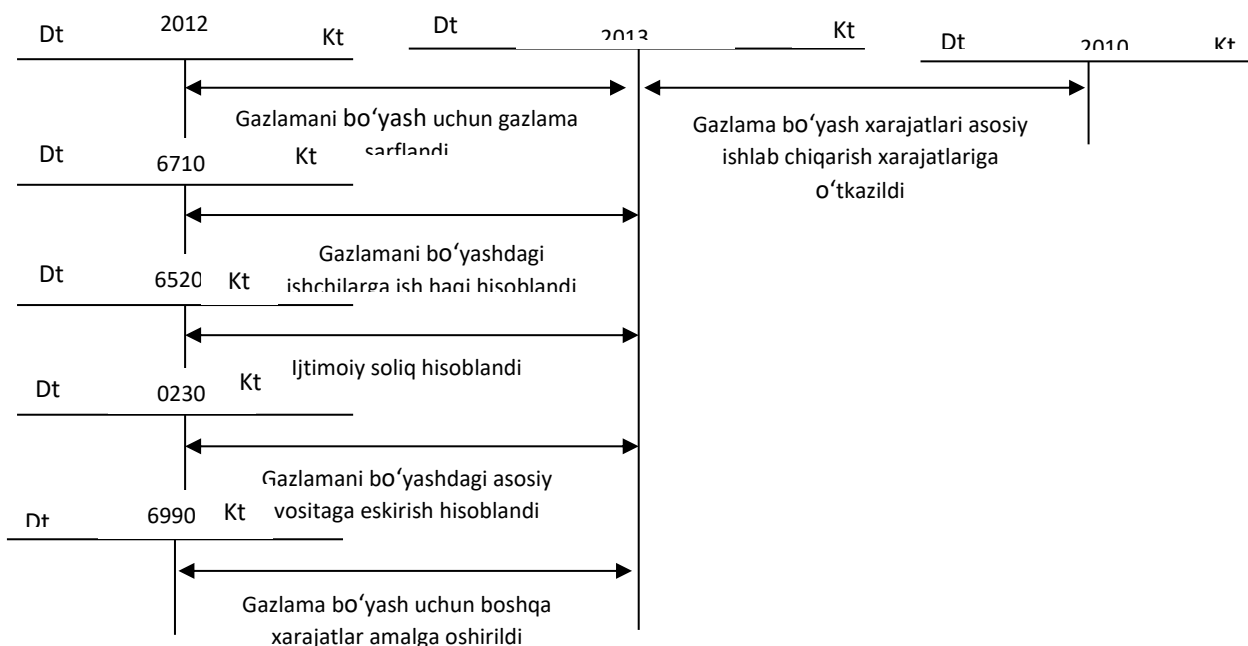 Dt 2012 Kt
Dt 2013 Kt
Dt 2010 Kt
Gazlamani bo‘yash uchun gazlama
sarflandi
Gazlama bo‘yash xarajatlari asosiy
ishlab chiqarish xarajatlariga
o‘tkazildi
6710 Kt
Gazlamani bo‘yashdagi
ishchilarga ish haqi hisoblandi
Dt 6520 Kt
Ijtimoiy soliq hisoblandi
Dt 0230 Kt
Gazlamani bo‘yashdagi asosiy
vositaga eskirish hisoblandi
Dt 6990 Kt
Gazlama bo‘yash uchun boshqa
xarajatlar amalga oshirildi